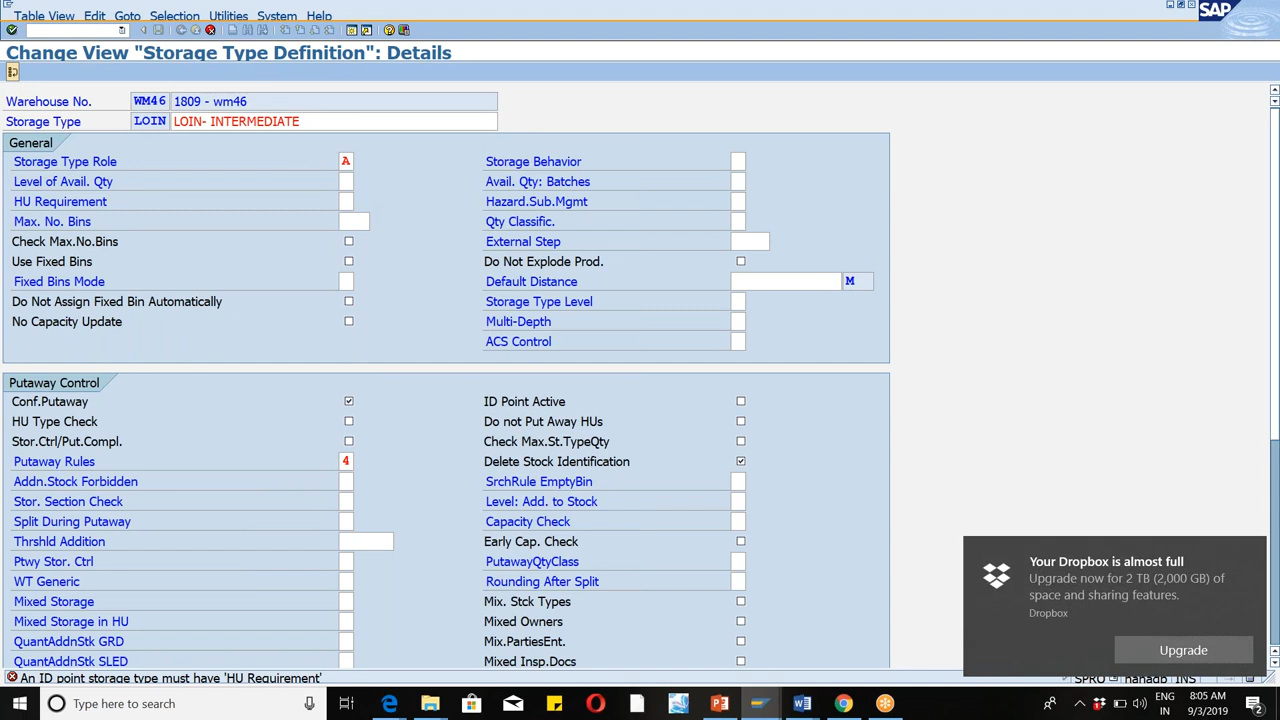 Table View Edit Goto Selection Utilities System Help
SAP
Change View "Storage Type Definition": Details
Warehouse No. WM46 1809 - wm46
Storage Type LOIN LOIN- INTERMEDIATE
General
Storage Type Role A Storage Behavior
Level of Avail. Qty Avail. Qty: Batches
HU Requirement Hazard.Sub.Mgmt
Max. No. Bins Qty Classific.
Check Max.No.Bins External Step
Use Fixed Bins Do Not Explode Prod.
Fixed Bins Mode Default Distance M
Do Not Assign Fixed Bin Automatically Storage Type Level
No Capacity Update Multi-Depth
ACS Control
Putaway Control
Conf.Putaway ID Point Active
HU Type Check Do not Put Away HUs
Stor.Ctrl/Put.Compl. Check Max.St.TypeQty
Putaway Rules 4 Delete Stock Identification
Addn.Stock Forbidden SrchRule EmptyBin
Stor. Section Check Level: Add. to Stock
Split During Putaway Capacity Check
Thrshld Addition Early Cap. Check
Ptwy Stor. Ctrl PutawayQtyClass
WT Generic Rounding After Split
Mixed Storage Mix. Stck Types
Mixed Storage in HU Mixed Owners
QuantAddnStk GRD Mix.PartiesEnt.
QuantAddnStk SLED Mixed Insp.Docs
Your Dropbox is almost full
Upgrade now for 2 TB (2,000 GB) of
space and sharing features.
Dropbox
Upgrade
An ID point storage type must have 'HU Requirement' SPRO hanadb INS
Type here to search
ENG 8:05 AM
IN 9/3/2019
2